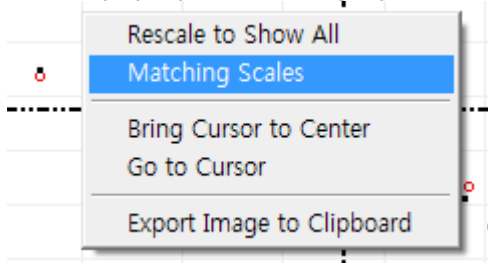 Rescale to Show All
Matching Scales
Bring Cursor to Center
Go to Cursor
Export Image to Clipboard